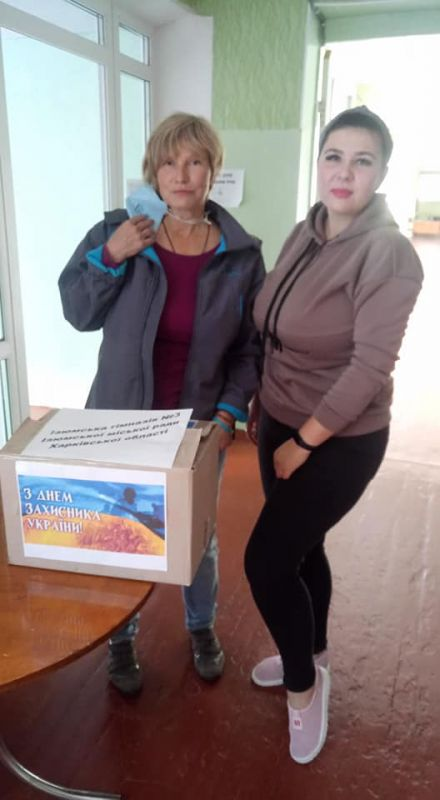 Ізюмська гімназія №3
Ізюмської міської ради
Харківської області
З ДНЕМ
ЗАХИСНИКА
УКРАЇНИ!